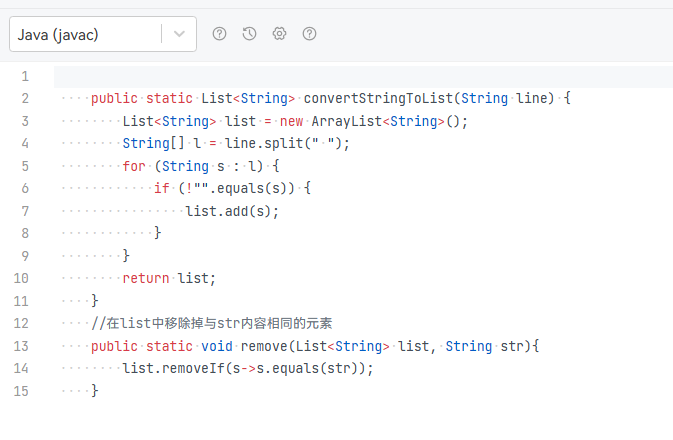 Java (javac)
1
2 public static List<String> convertStringToList(String line) {
3 List<String> list = new ArrayList<String>();
4 String[] l = line.split(" ");
5 for (String s : l) {
6 if (!"".equals(s)) {
7 list.add(s);
8 }
9 }
10 return list;
11 }
12 //在list中移除掉与str内容相同的元素
13 public static void remove(List<String> list, String str){
14 list.removeIf(s->s.equals(str));
15 }